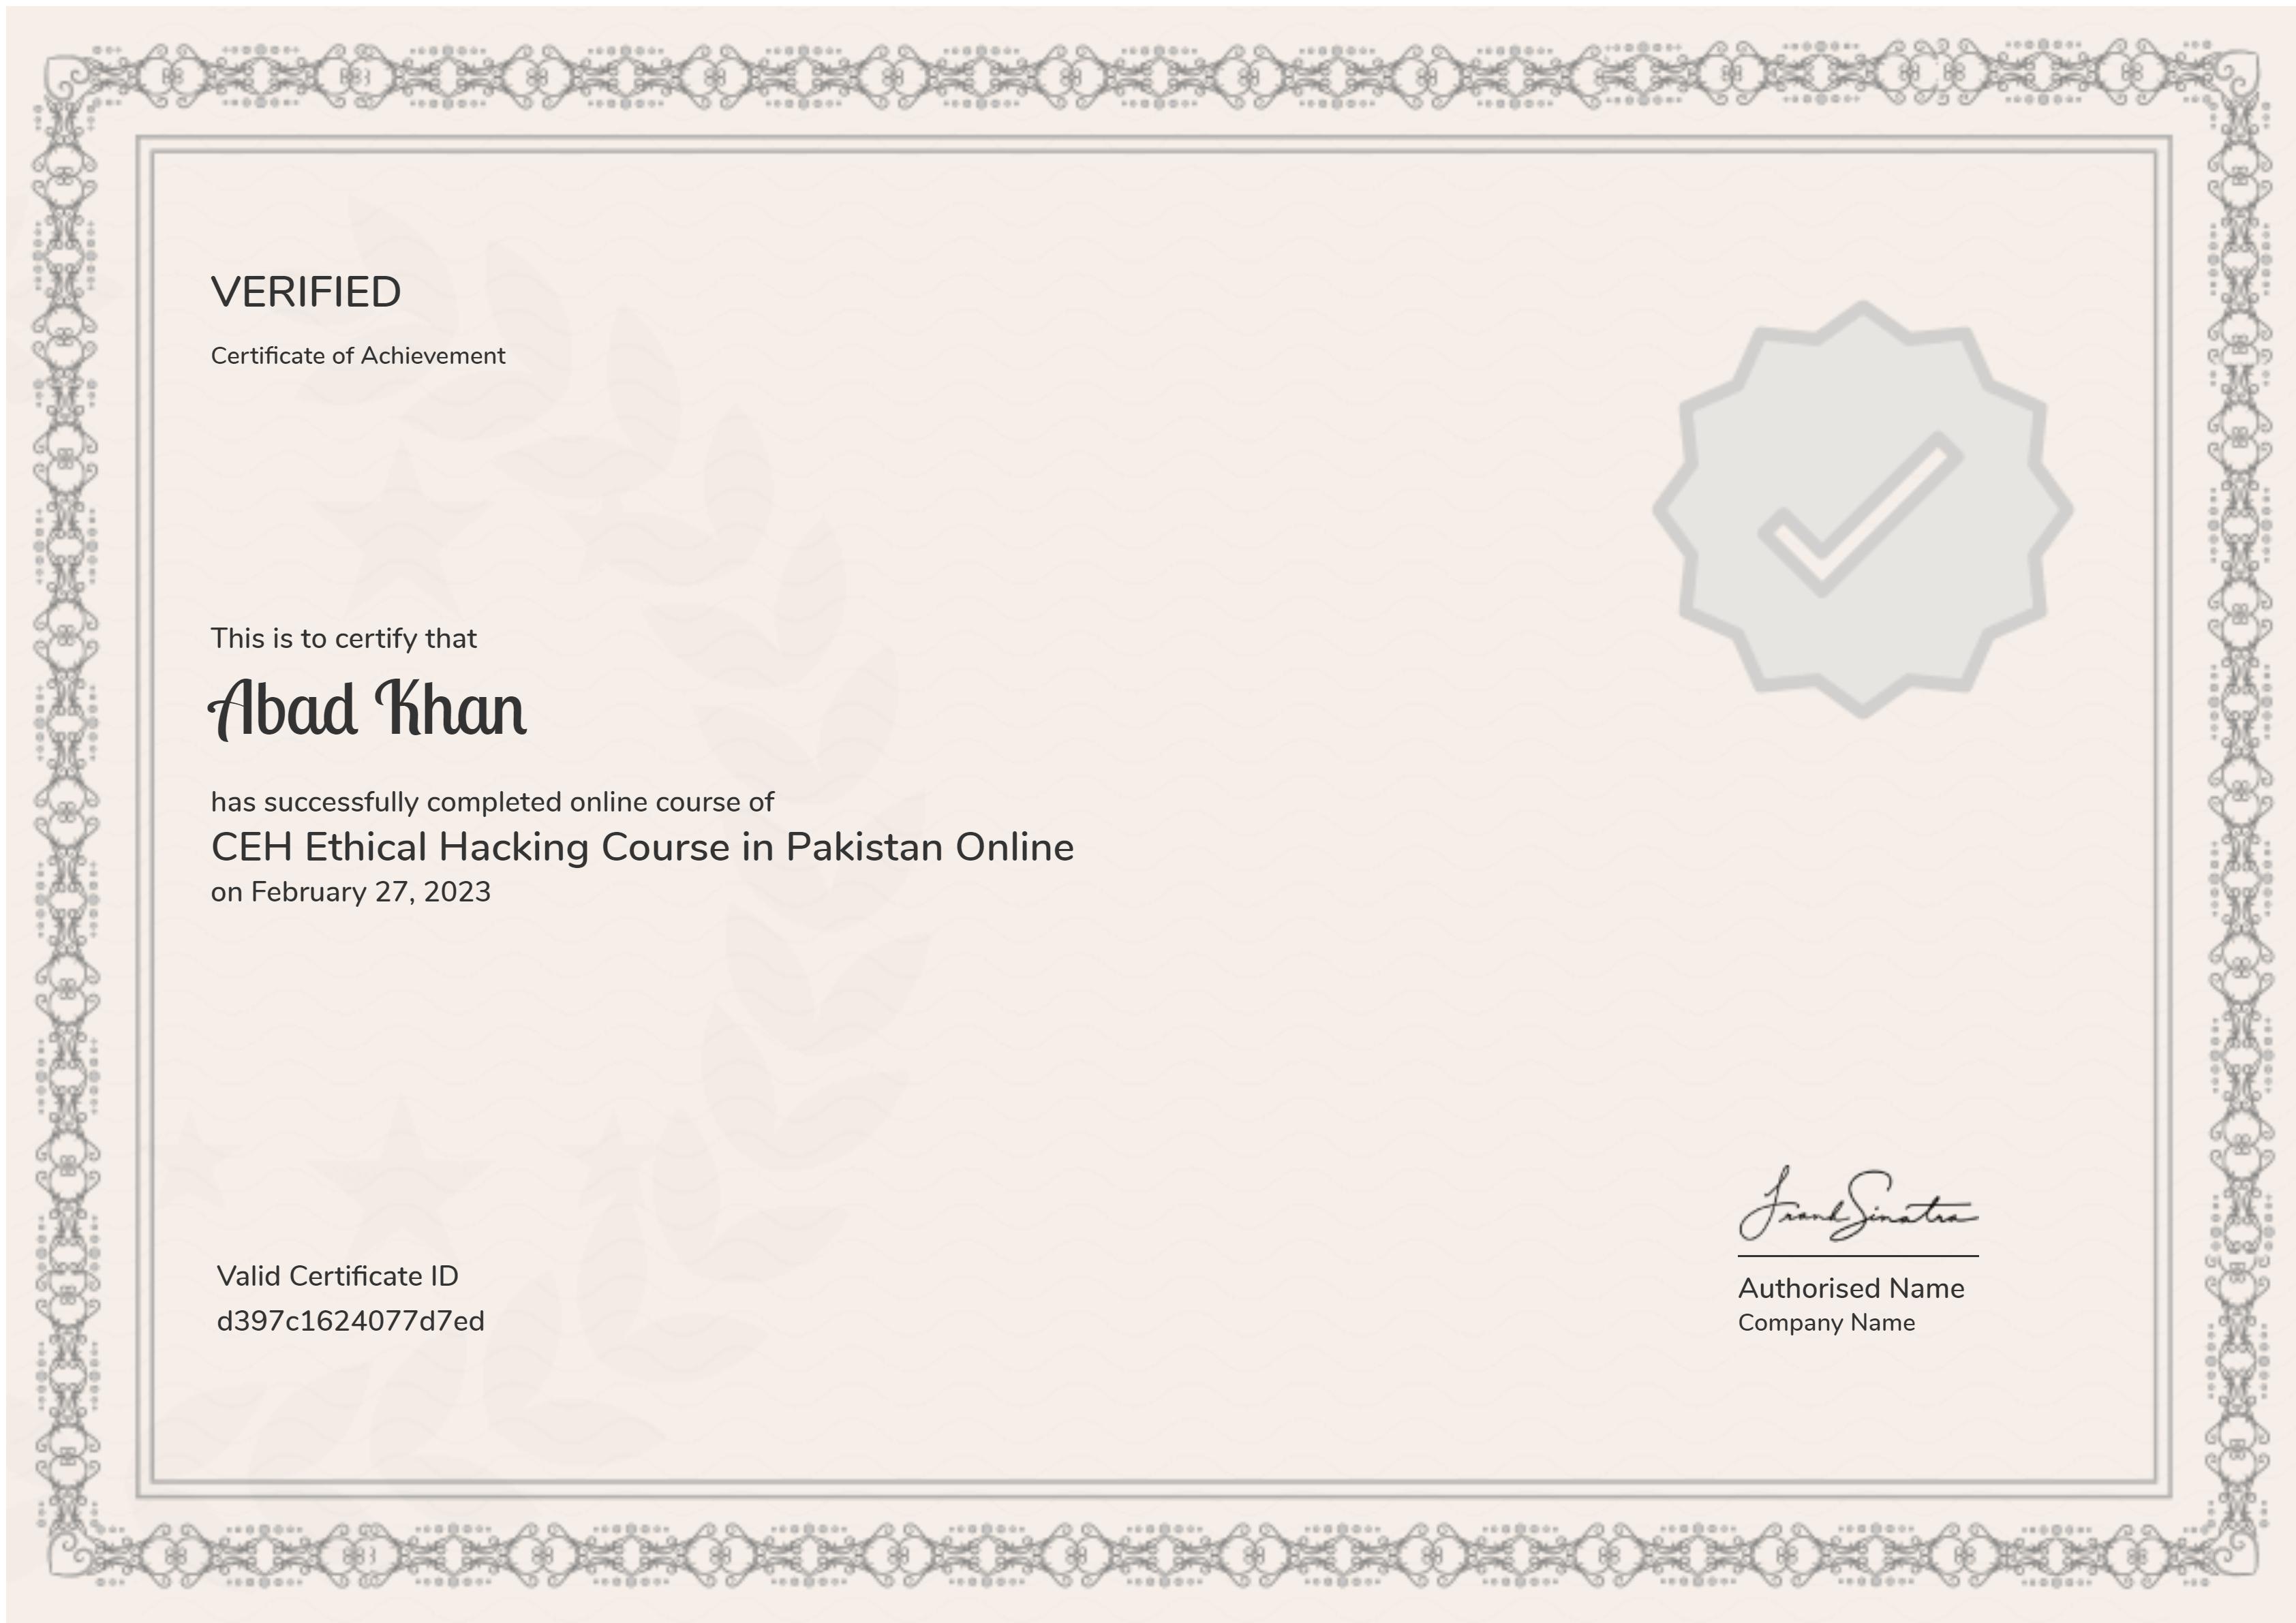 VERIFIED
Certificate of Achievement
This is to certify that
Abad Khan
has successfully completed online course of
CEH Ethical Hacking Course in Pakistan Online
on February 27, 2023
Valid Certificate ID
d397c1624077d7ed
Frank Sinatra
Authorised Name
Company Name